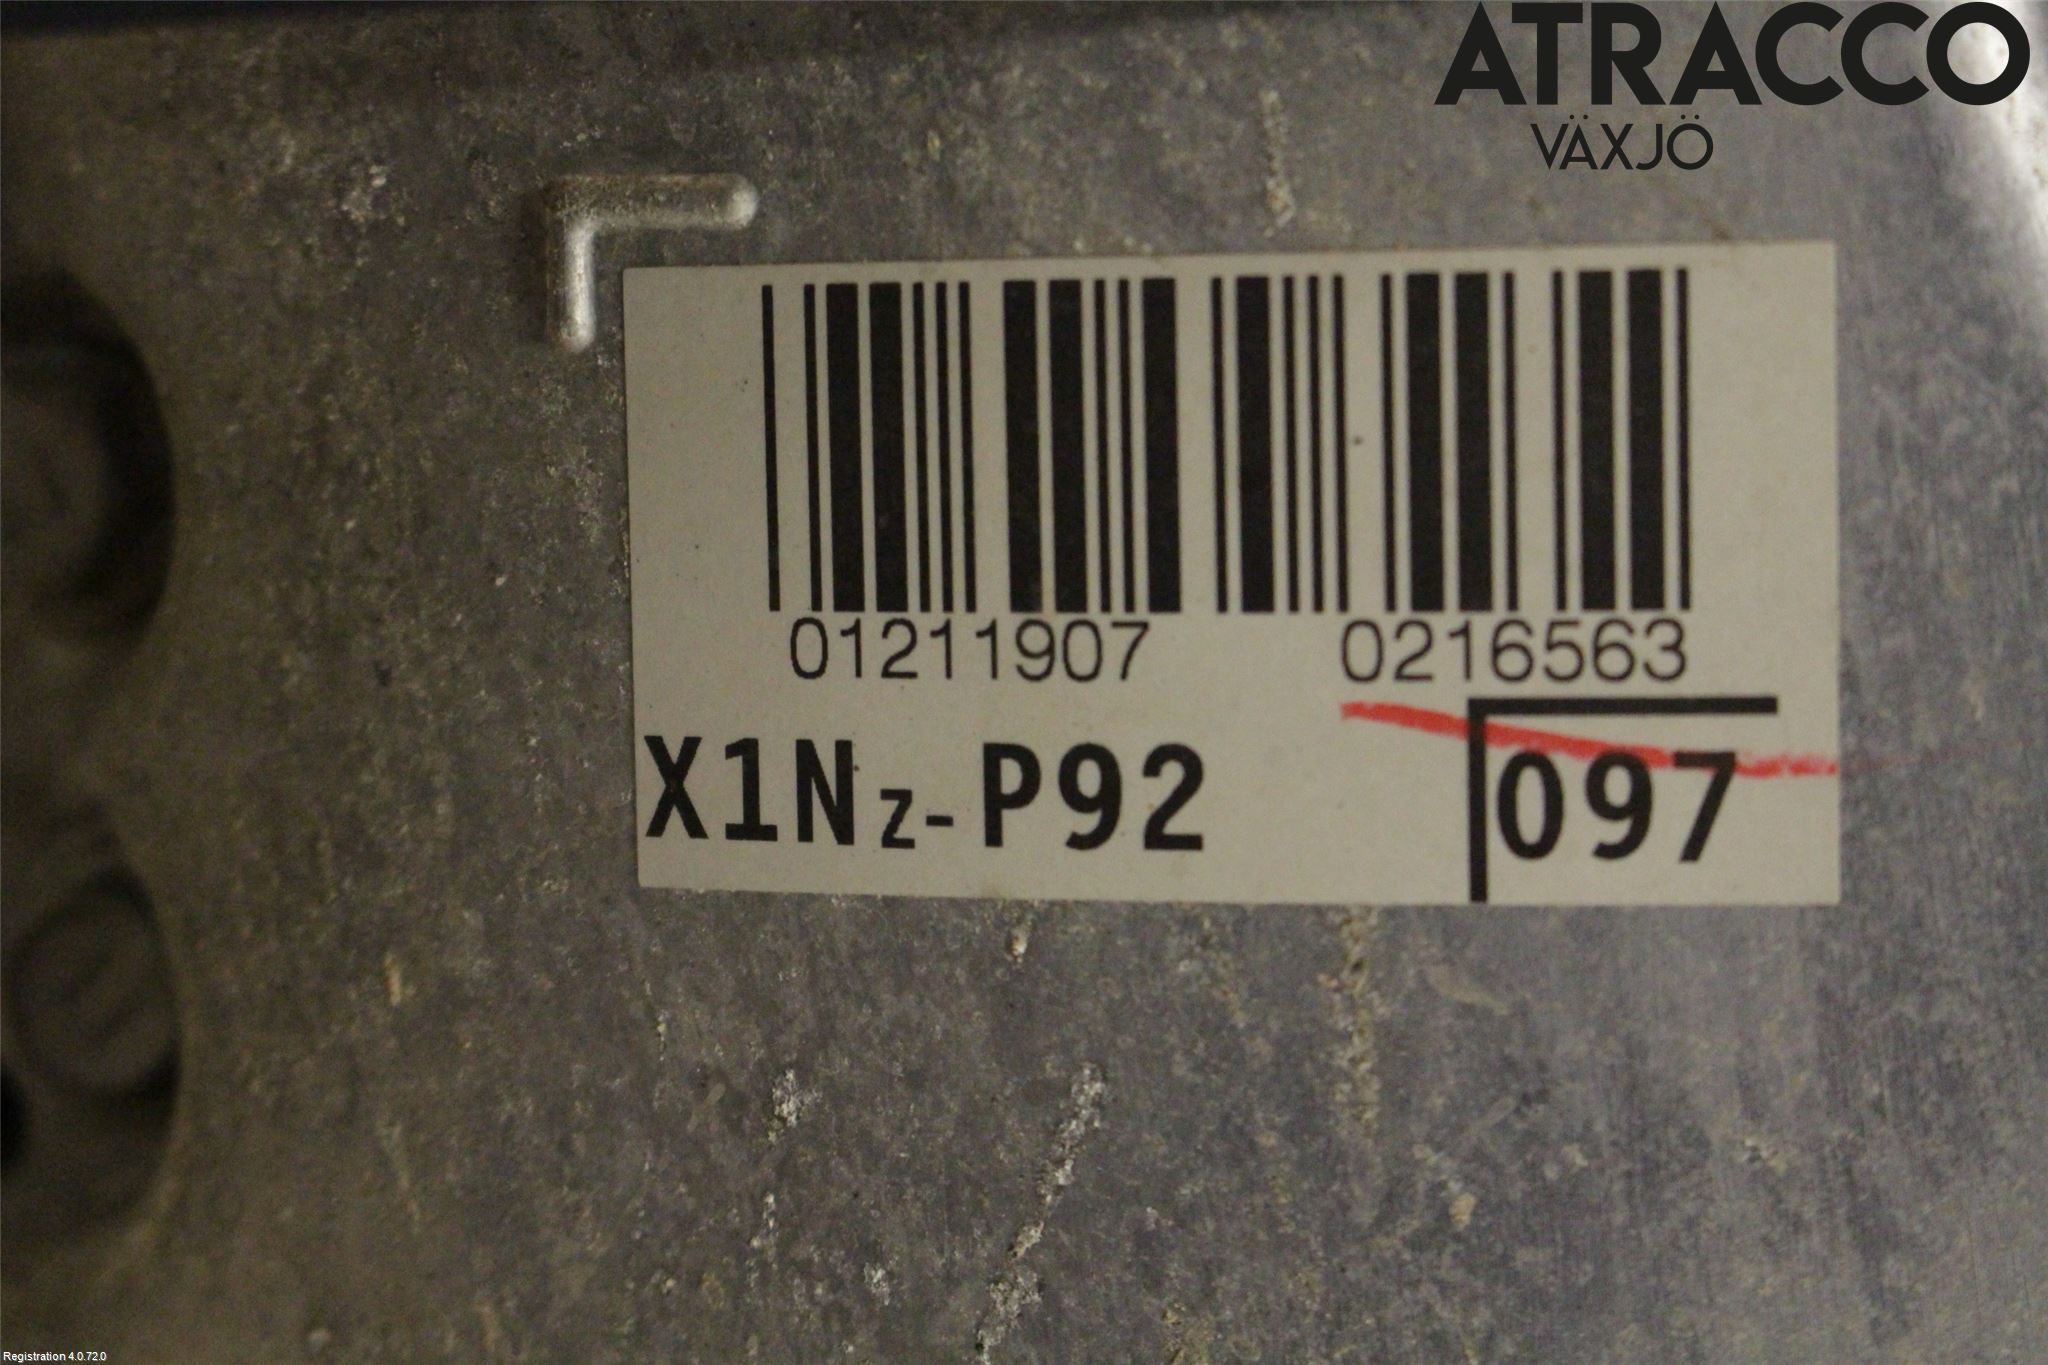 ATRACCO
VÄXJÖ
01211907 0216563
X1Nz-P92 097
Registration 4.0.72.0